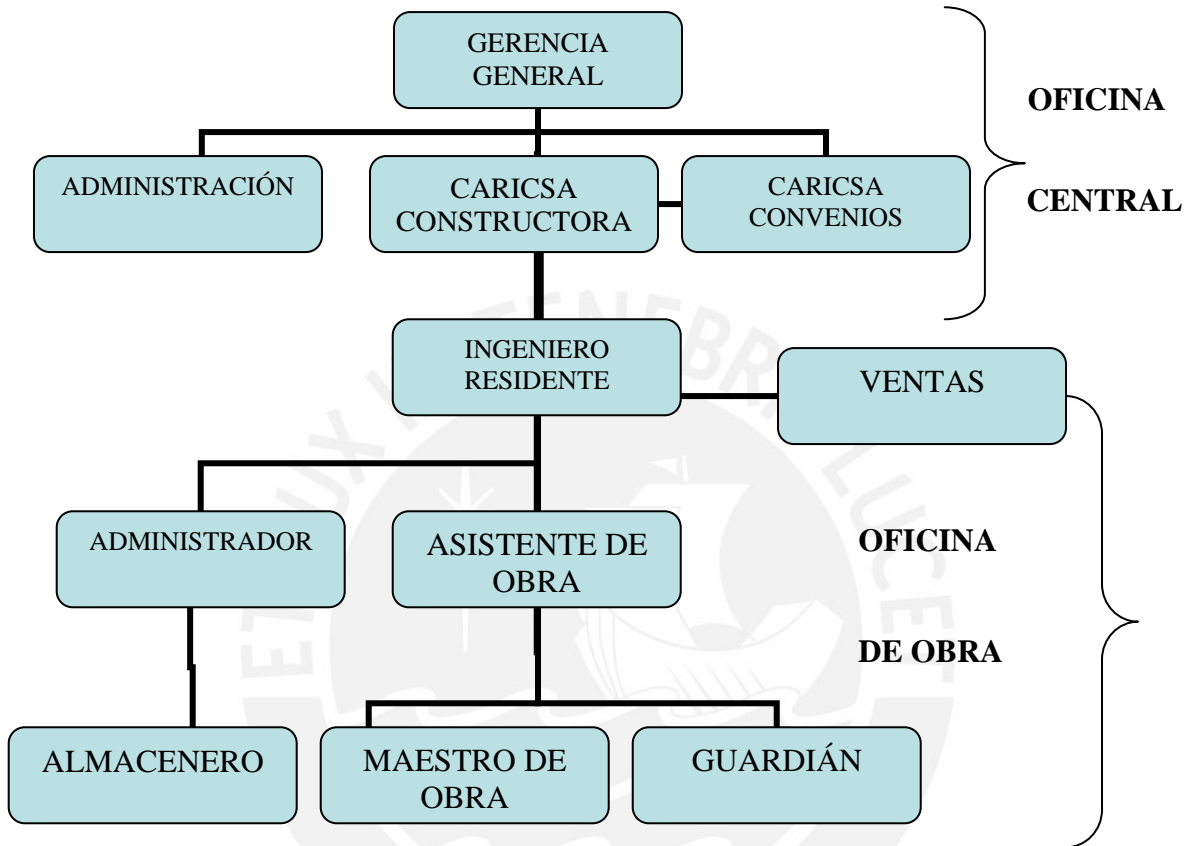 GERENCIA
GENERAL
OFICINA
CENTRAL
ADMINISTRACIÓN
CARICSA
CONSTRUCTORA
CARICSA
CONVENIOS
INGENIERO
RESIDENTE
VENTAS
ADMINISTRADOR
ASISTENTE DE
OBRA
OFICINA
DE OBRA
ALMACENERO
MAESTRO DE
OBRA
GUARDIÁN